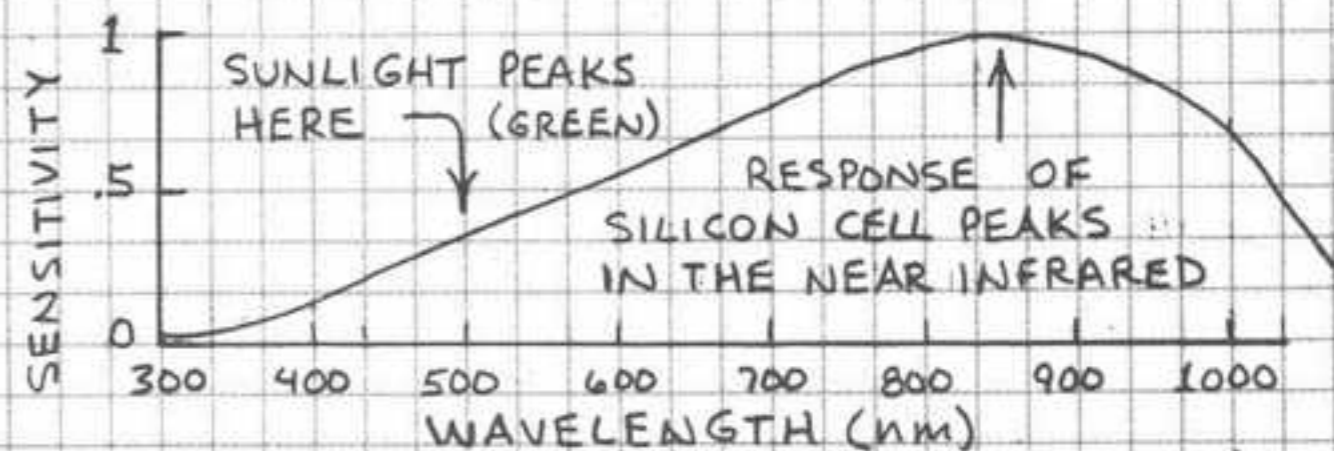 1
SUNLIGHT PEAKS
HERE (GREEN)
SENSITIVITY
.5
RESPONSE OF
SILICON CELL PEAKS
IN THE NEAR INFRARED
0
300 400 500 600 700 800 900 1000
WAVELENGTH (nm)